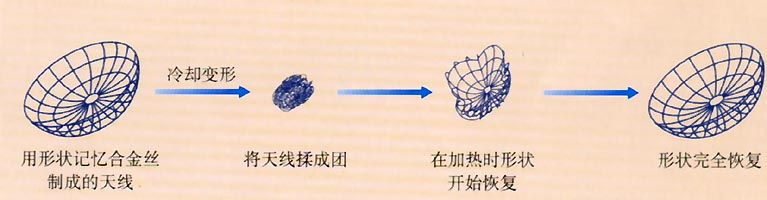 冷却变形
用形状记忆合金丝
制成的天线
将天线揉成团
在加热时形状
开始恢复
形状完全恢复